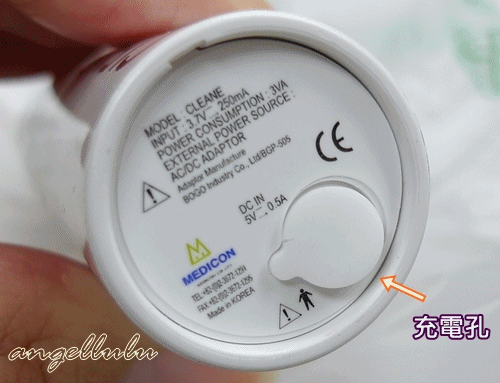 MODEL : CLEANE
INPUT : 3.7V⎓ 250mA
POWER CONSUMPTION : 3VA
EXTERNAL POWER SOURCE :
AC/DC ADAPTOR
Adaptor Manufacture
BOGO Industry Co., Ltd/BGP-505
CE
DC IN
5V⎓ 0.5A
MEDICON
Made in KOREA
充電孔
angellulu